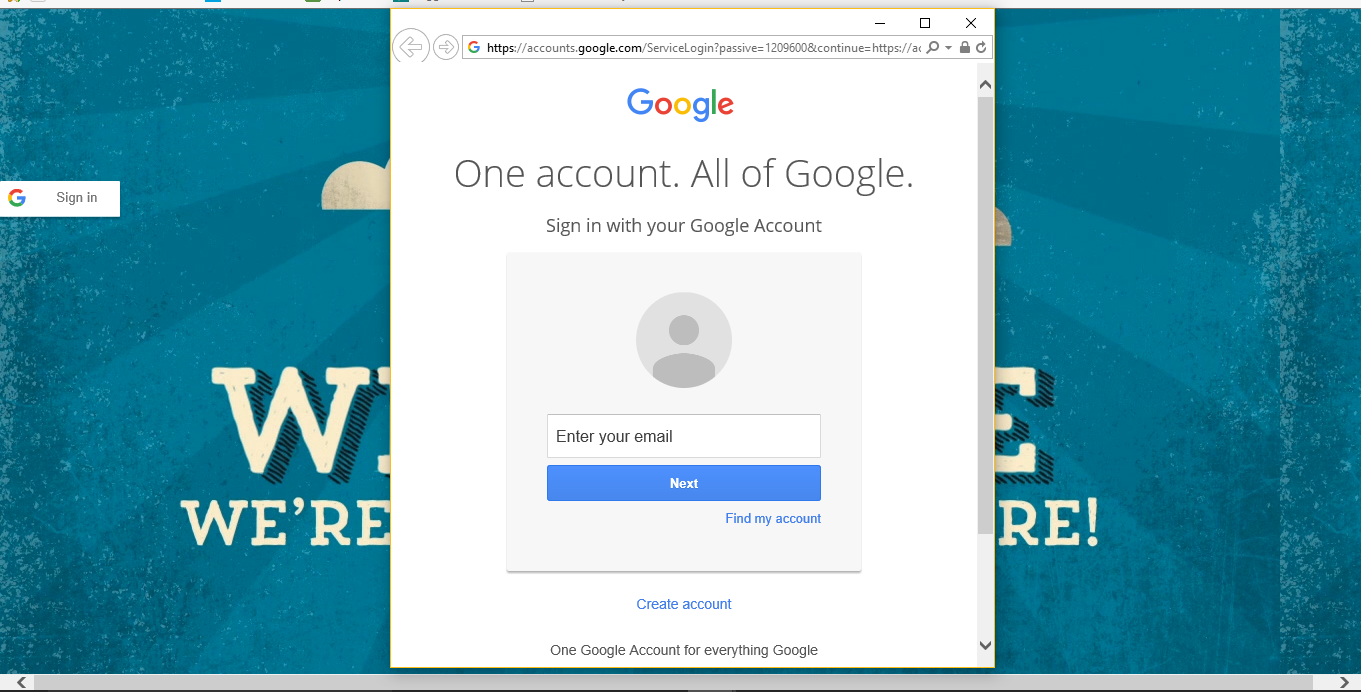 https://accounts.google.com/ServiceLogin?passive=1209600&continue=https://ac
Google
One account. All of Google.
Sign in
Sign in with your Google Account
Enter your email
Next
Find my account
WE'RE
RE!
Create account
One Google Account for everything Google